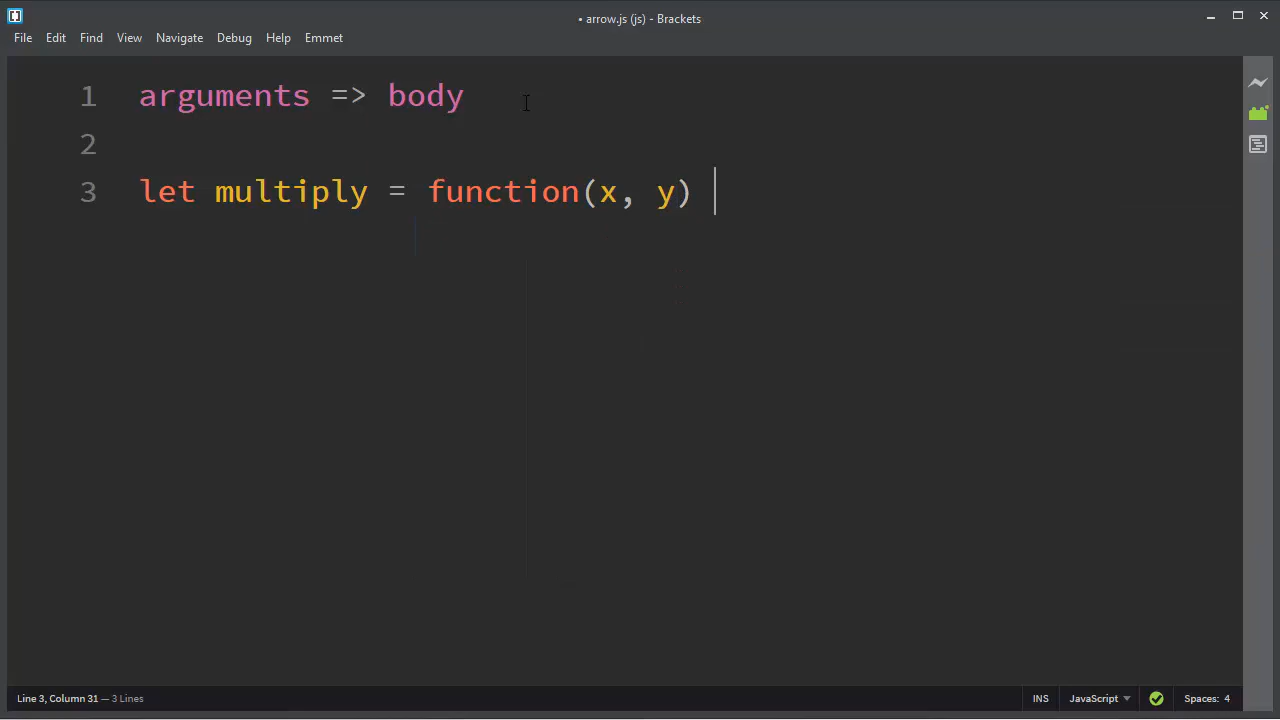 • arrow.js (js) - Brackets
File Edit Find View Navigate Debug Help Emmet
1 arguments => body
2
3 let multiply = function(x, y)
Line 3, Column 31 — 3 Lines INS JavaScript Spaces: 4